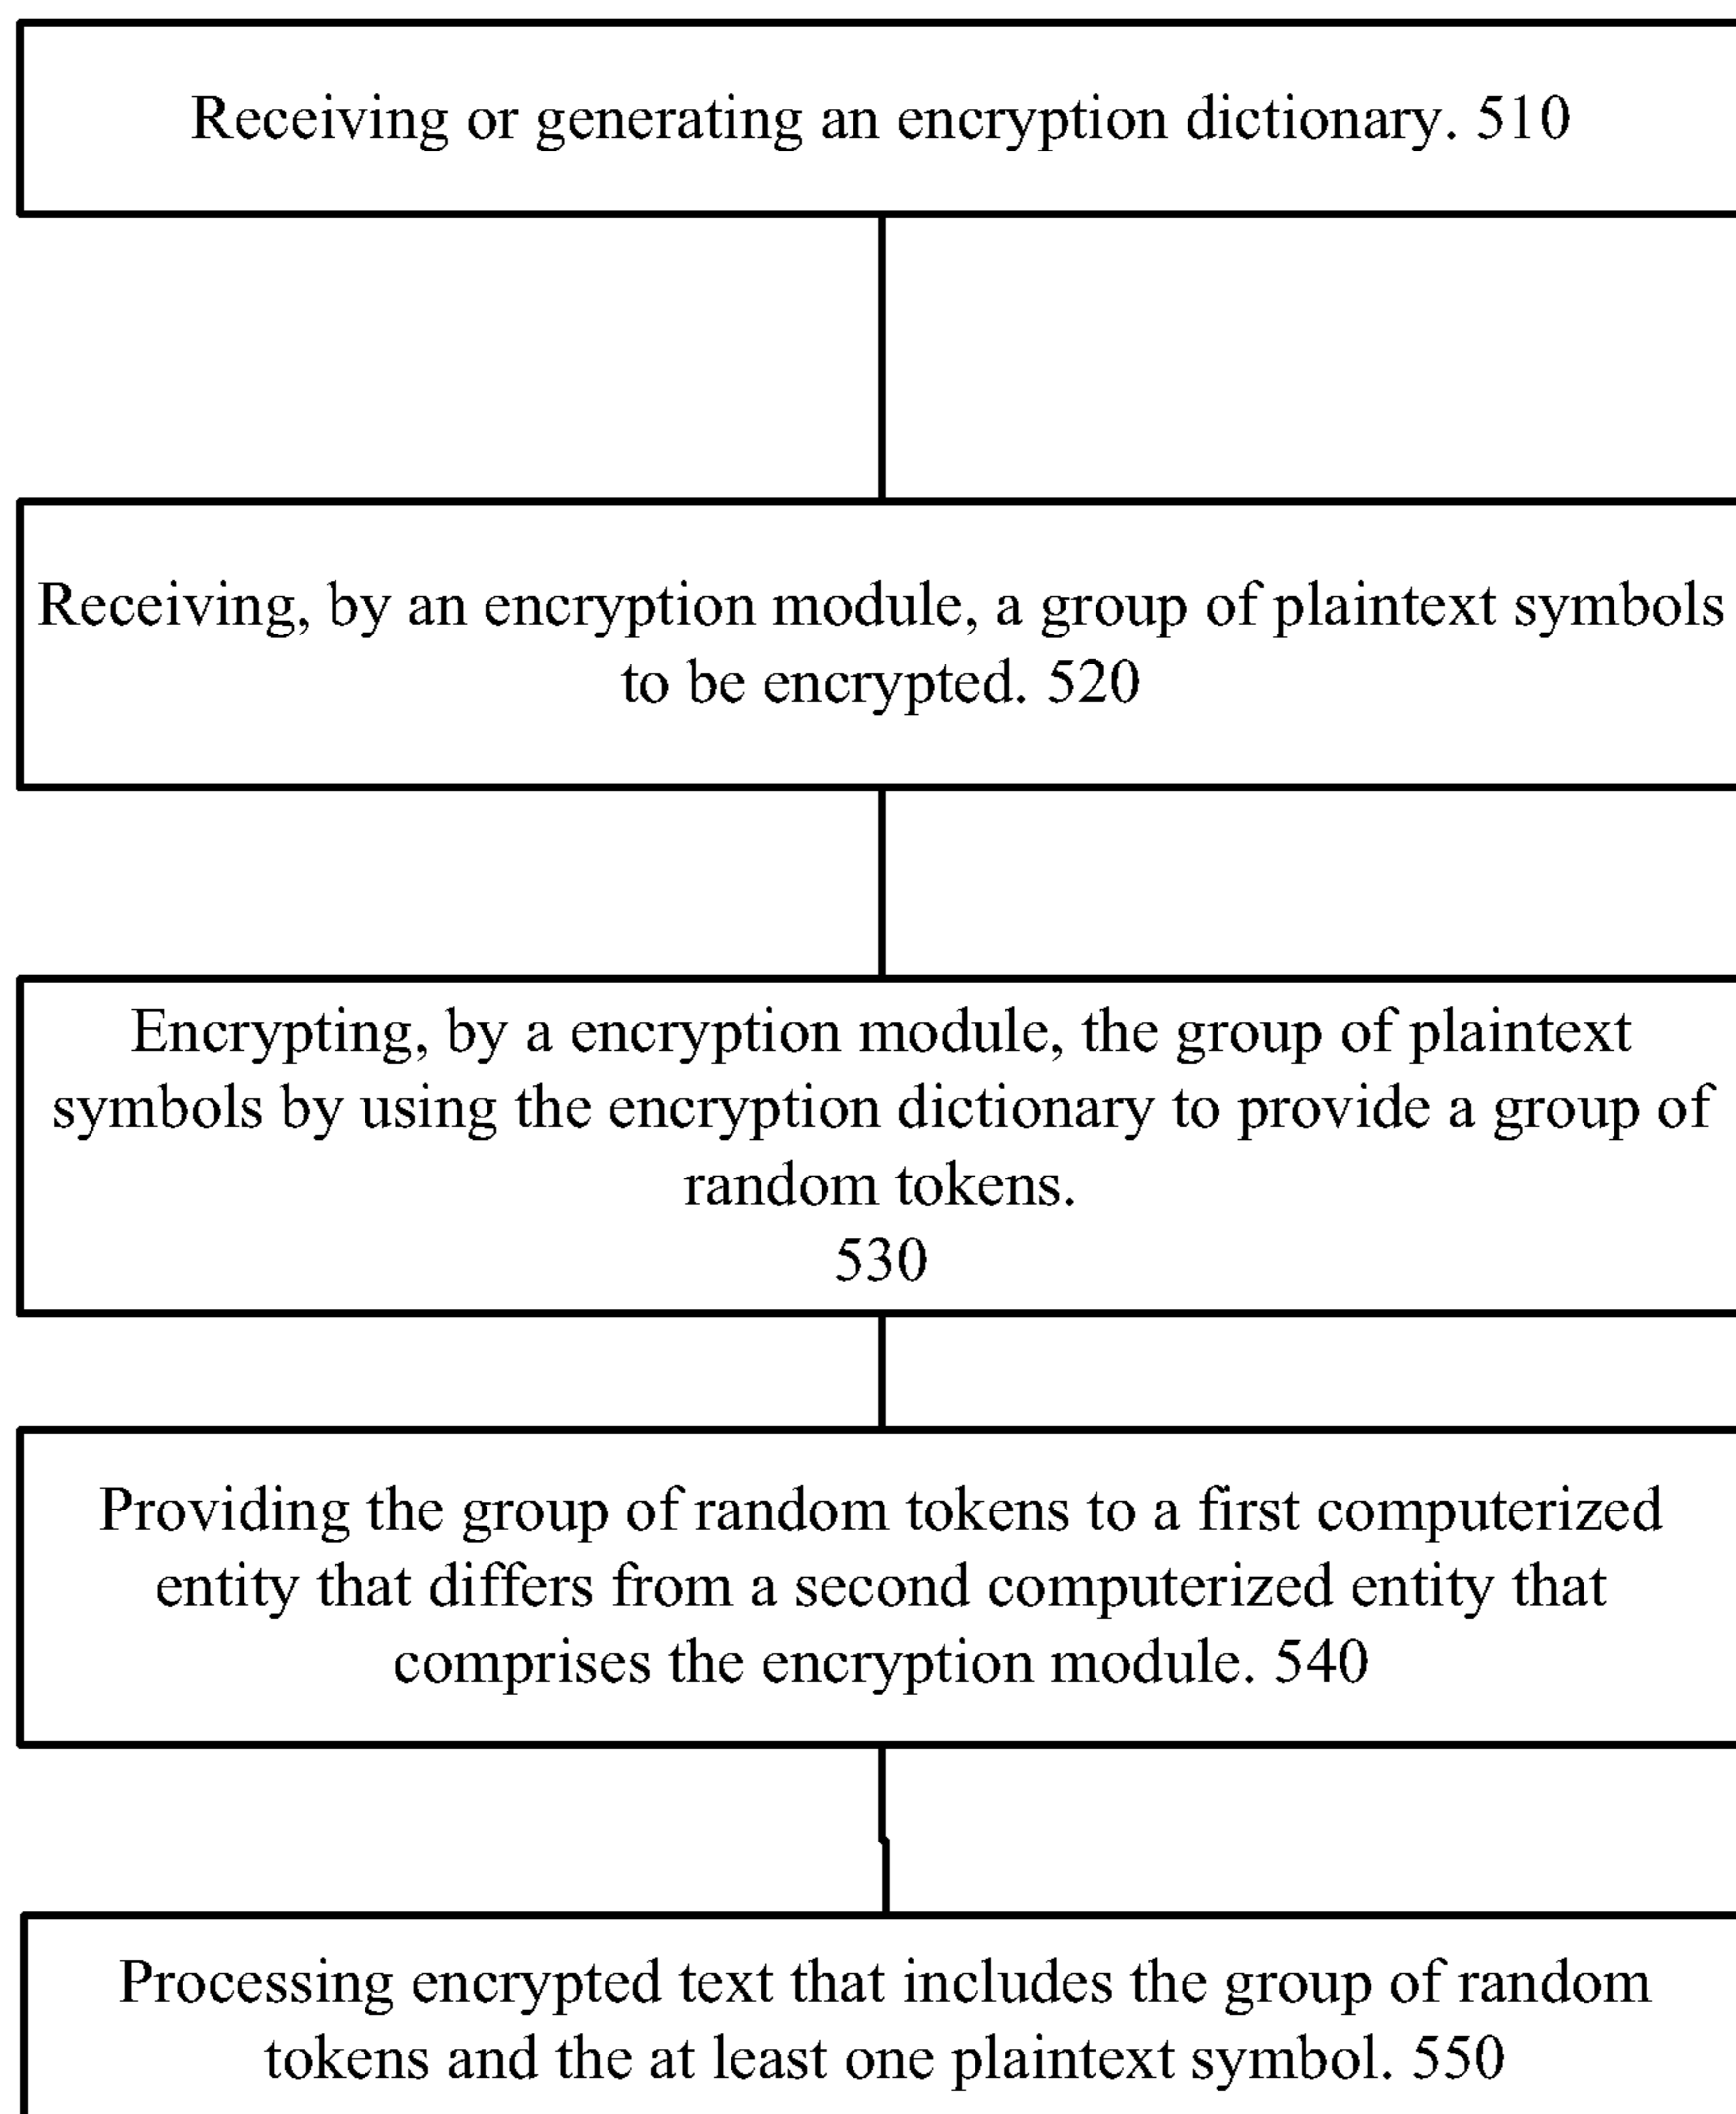 Receiving or generating an encryption dictionary. 510
Receiving, by an encryption module, a group of plaintext symbols
to be encrypted. 520
Encrypting, by a encryption module, the group of plaintext
symbols by using the encryption dictionary to provide a group of
random tokens.
530
Providing the group of random tokens to a first computerized
entity that differs from a second computerized entity that
comprises the encryption module. 540
Processing encrypted text that includes the group of random
tokens and the at least one plaintext symbol. 550